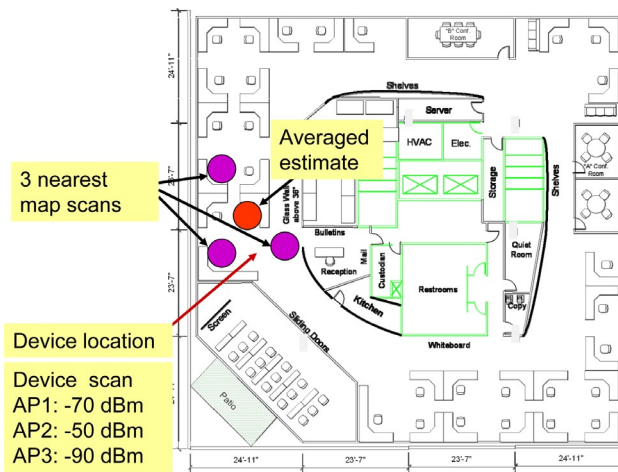 24'-11"
"B" Conf.
Room
Shelves
Server
Averaged
estimate
HVAC
Elec.
Storage
Shelves
"A" Conf.
Room
3 nearest
map scans
Glass Wall
above 36"
Bulletins
Mail
Custodian
Quiet
Room
Reception
Restrooms
23'-7"
Kitchen
Copy
Device location
Screen
Sliding Doors
Whiteboard
Device scan
AP1: -70 dBm
AP2: -50 dBm
AP3: -90 dBm
Patio
24'-11"
23'-7"
23'-7"
24'-11"